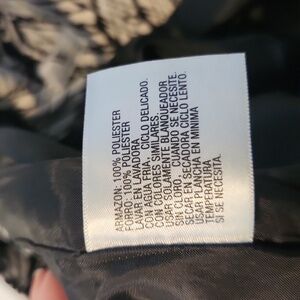 ARMAZON: 100% POLIESTER
FORRO: 100% POLIESTER
LAVAR EN LAVADORA
CON AGUA FRIA, CICLO DELICADO.
CON COLORES SIMILARES.
USAR SOLAMENTE BLANQUEADOR
SIN CLORO, CUANDO SE NECESITE.
SECAR EN SECADORA CICLO LENTO.
PLANCHA EN MINIMA
TEMPERATURA,
SI SE NECESITA.